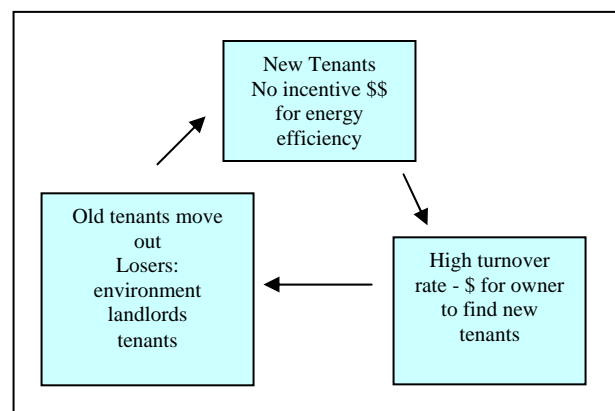 New Tenants
No incentive $$
for energy
efficiency
High turnover
rate - $ for owner
to find new
tenants
Old tenants move
out
Losers:
environment
landlords
tenants